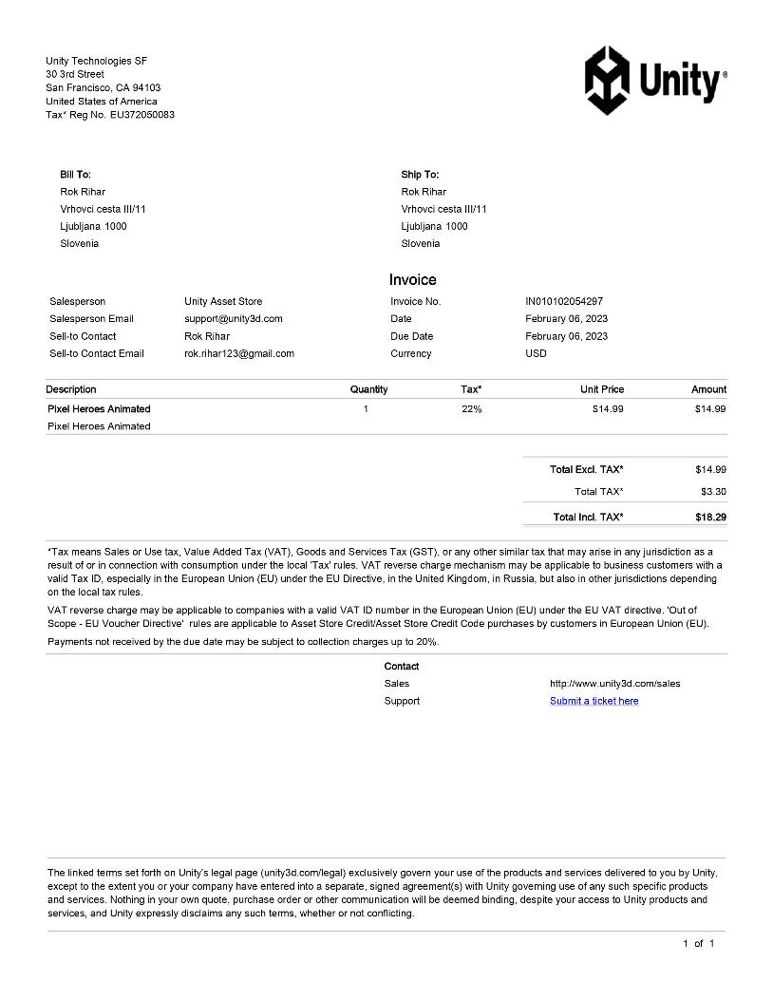 Unity Technologies SF
30 3rd Street
San Francisco, CA 94103
United States of America
Tax* Reg No. EU372050083
Unity®
Bill To:
Rok Rihar
Vrhovci cesta III/11
Ljubljana 1000
Slovenia
Ship To:
Rok Rihar
Vrhovci cesta III/11
Ljubljana 1000
Slovenia
Invoice
Salesperson Unity Asset Store Invoice No. IN010102054297
Salesperson Email support@unity3d.com Date February 06, 2023
Sell-to Contact Rok Rihar Due Date February 06, 2023
Sell-to Contact Email rok.rihar123@gmail.com Currency USD
Description Quantity Tax* Unit Price Amount
Pixel Heroes Animated 1 22% $14.99 $14.99
Pixel Heroes Animated
Total Excl. TAX* $14.99
Total TAX* $3.30
Total Incl. TAX* $18.29
*Tax means Sales or Use tax, Value Added Tax (VAT), Goods and Services Tax (GST), or any other similar tax that may arise in any jurisdiction as a
result of or in connection with consumption under the local 'Tax' rules. VAT reverse charge mechanism may be applicable to business customers with a
valid Tax ID, especially in the European Union (EU) under the EU Directive, in the United Kingdom, in Russia, but also in other jurisdictions depending
on the local tax rules.
VAT reverse charge may be applicable to companies with a valid VAT ID number in the European Union (EU) under the EU VAT directive. 'Out of
Scope - EU Voucher Directive' rules are applicable to Asset Store Credit/Asset Store Credit Code purchases by customers in European Union (EU).
Payments not received by the due date may be subject to collection charges up to 20%.
Contact
Sales http://www.unity3d.com/sales
Support Submit a ticket here
The linked terms set forth on Unity's legal page (unity3d.com/legal) exclusively govern your use of the products and services delivered to you by Unity,
except to the extent you or your company have entered into a separate, signed agreement(s) with Unity governing use of any such specific products
and services. Nothing in your own quote, purchase order or other communication will be deemed binding, despite your access to Unity products and
services, and Unity expressly disclaims any such terms, whether or not conflicting.
1 of 1